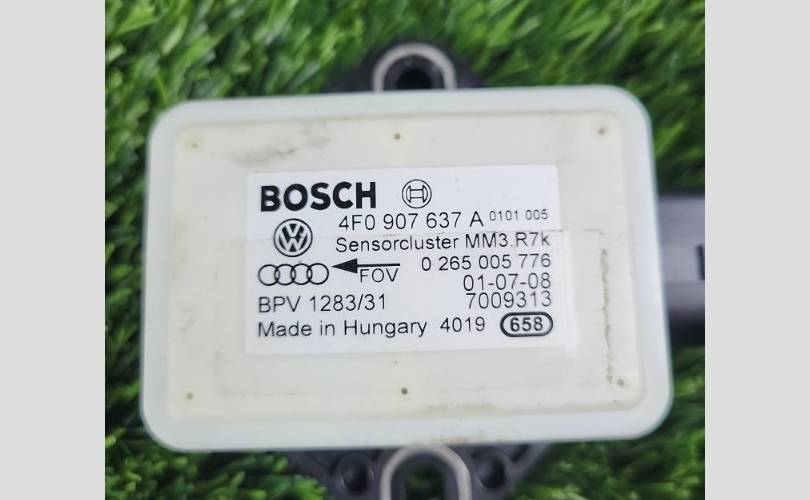 BOSCH
4F0 907 637 A 0101 005
Sensorcluster MM3.R7k
FOV 0 265 005 776
01-07-08
BPV 1283/31 7009313
Made in Hungary 4019 658